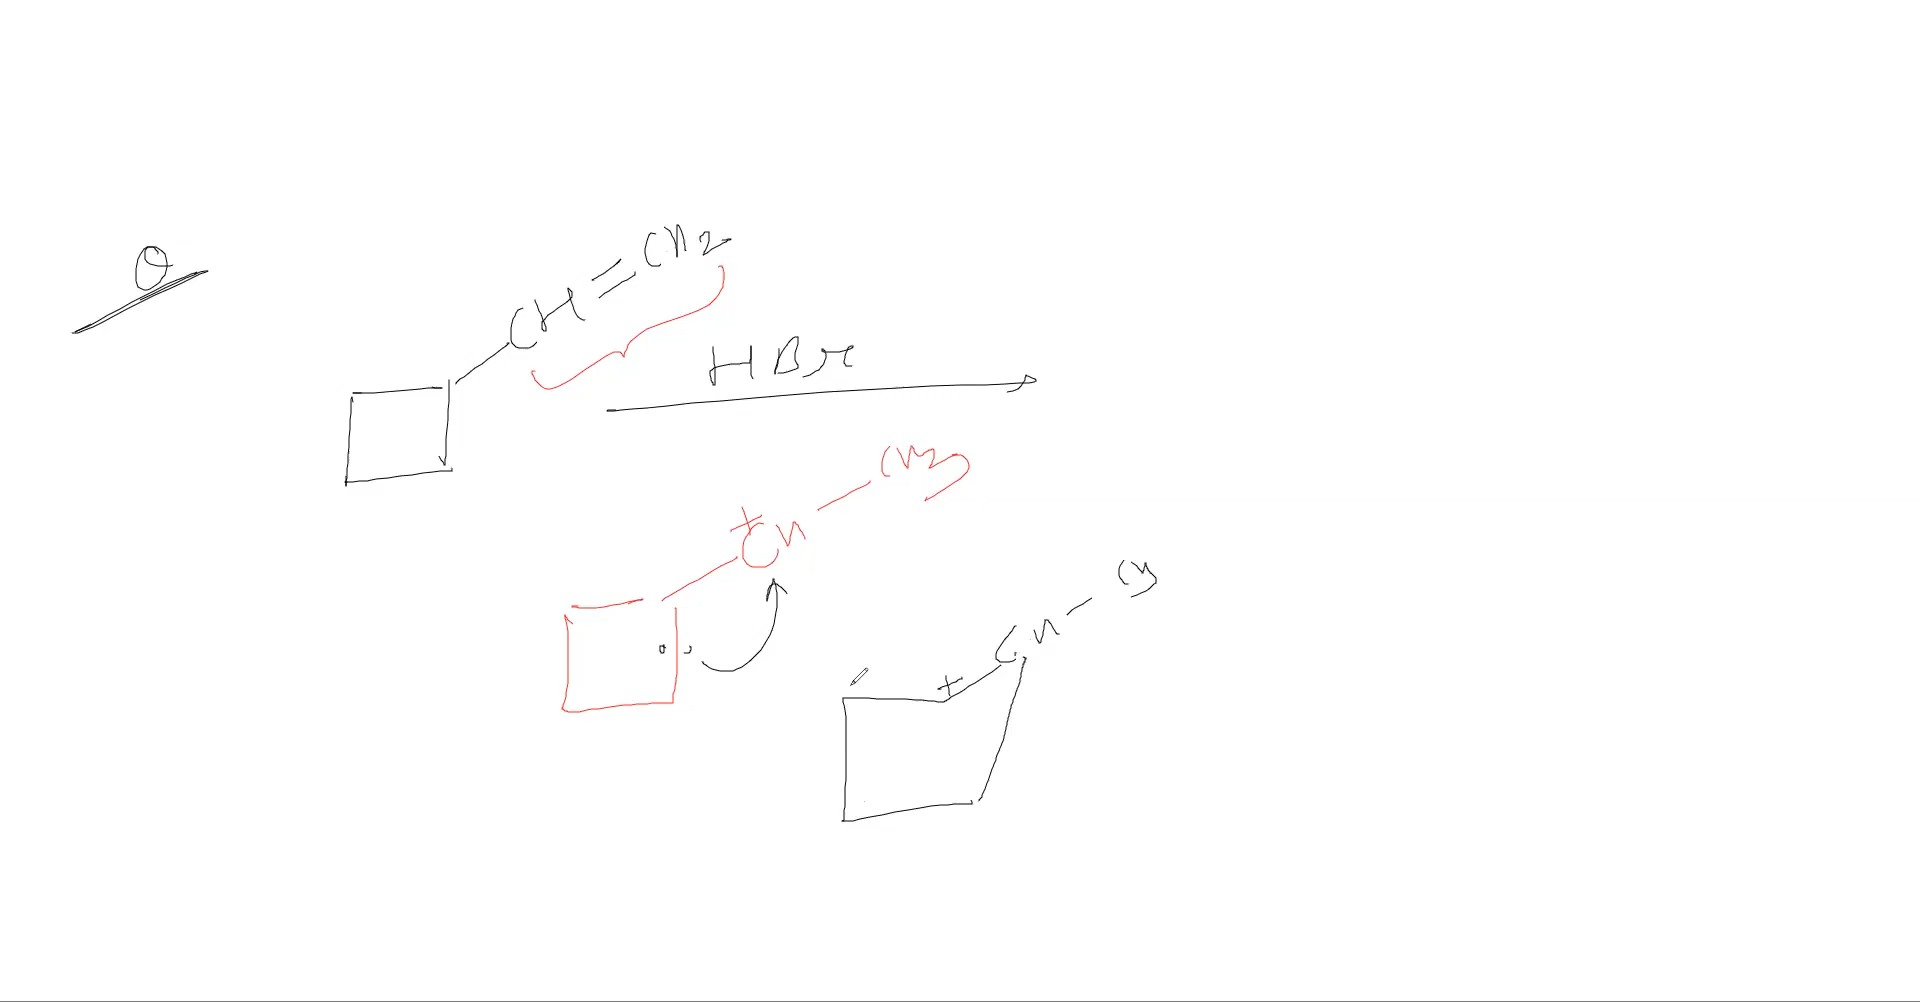 Q
CH=CH2
HBr
+
CH-CH3
+
CH-CH3